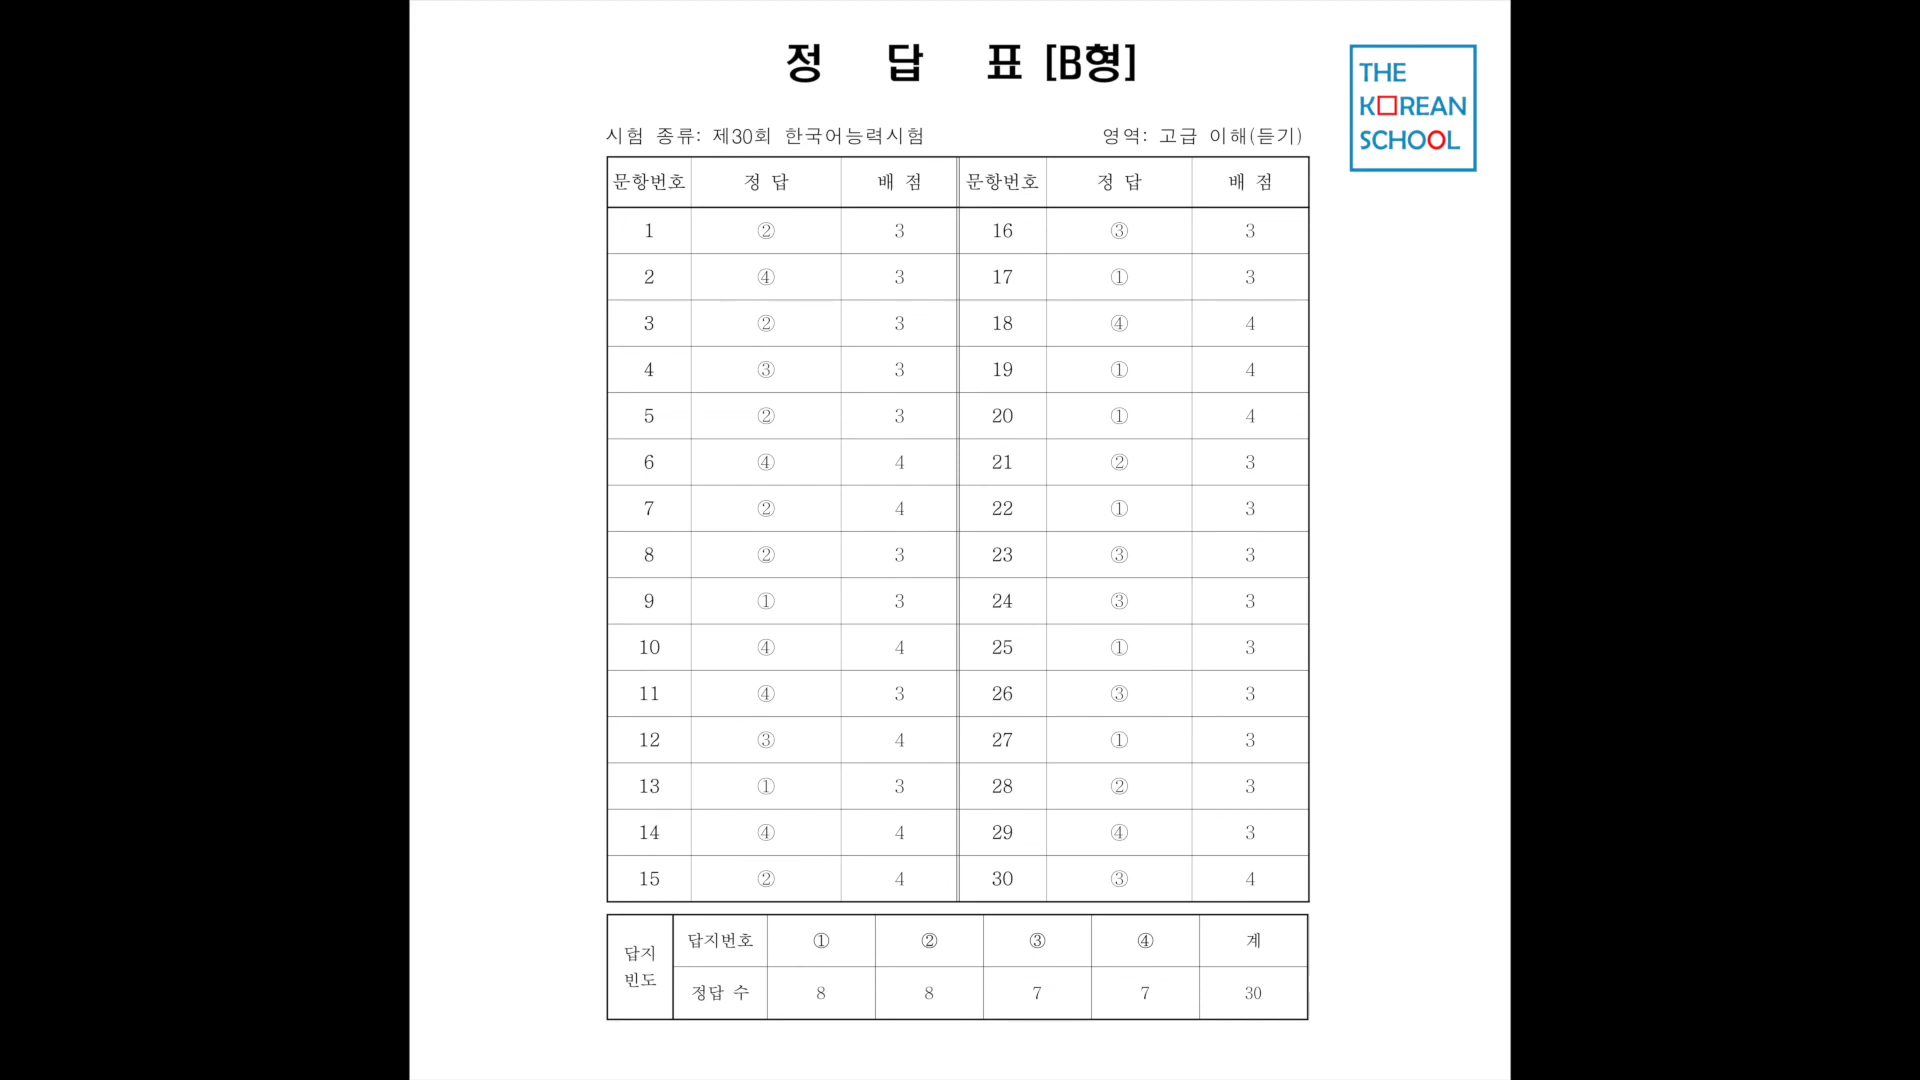 정 답 표 [B형]
THE
K□REAN
SCHOOL
시험 종류: 제30회 한국어능력시험 영역: 고급 이해(듣기)
문항번호 정 답 배 점 문항번호 정 답 배 점
1 ② 3 16 ③ 3
2 ④ 3 17 ① 3
3 ② 3 18 ④ 4
4 ③ 3 19 ① 4
5 ② 3 20 ① 4
6 ④ 4 21 ② 3
7 ② 4 22 ① 3
8 ② 3 23 ③ 3
9 ① 3 24 ③ 3
10 ④ 4 25 ① 3
11 ④ 3 26 ③ 3
12 ③ 4 27 ① 3
13 ① 3 28 ② 3
14 ④ 4 29 ④ 3
15 ② 4 30 ③ 4
답지 빈도
답지번호 ① ② ③ ④ 계
정답 수 8 8 7 7 30